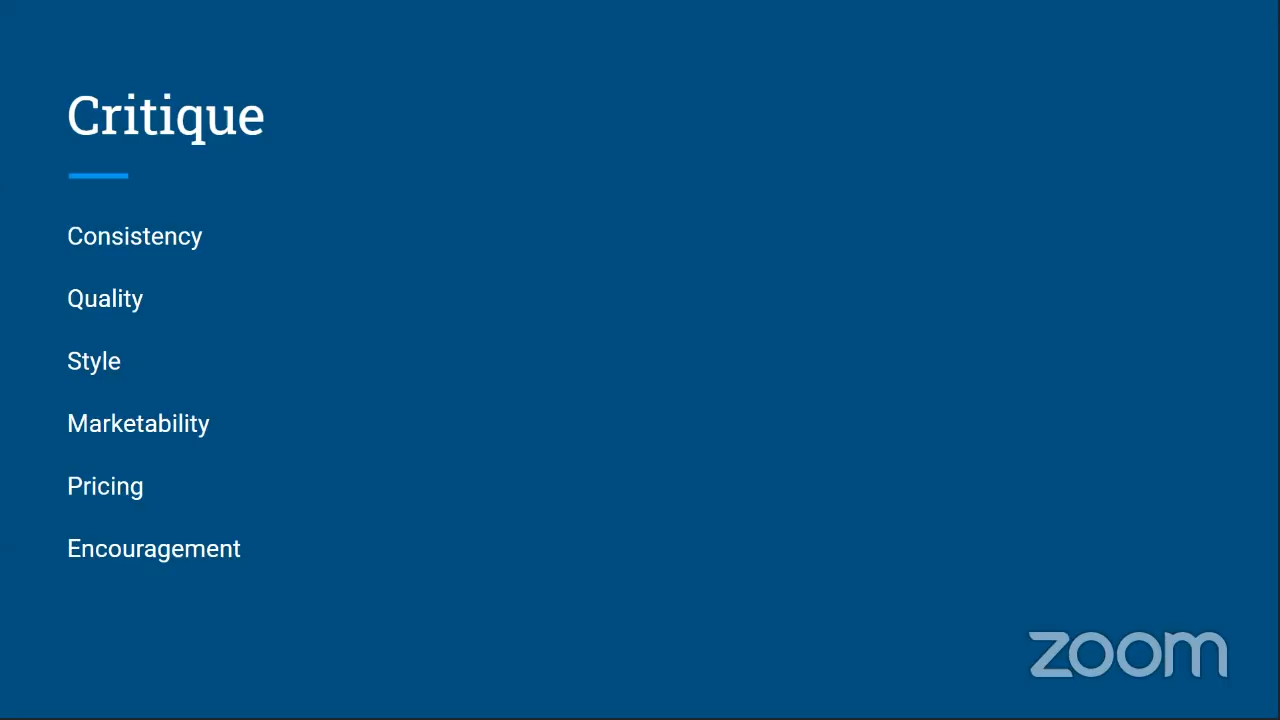 Critique
Consistency
Quality
Style
Marketability
Pricing
Encouragement
zoom